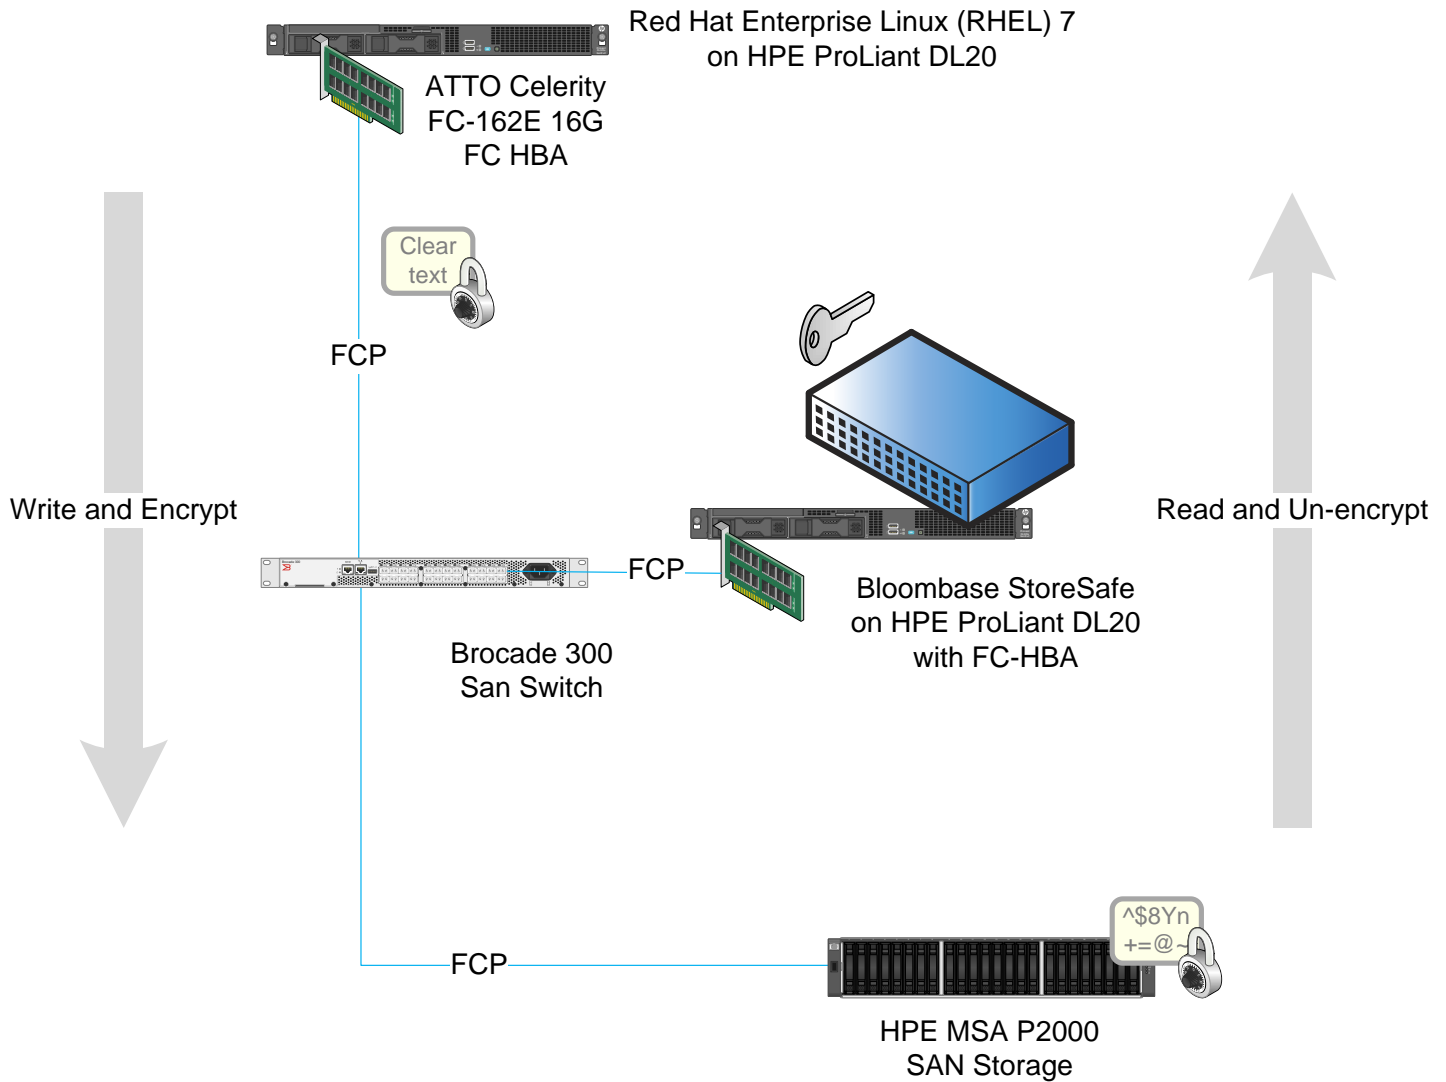 Red Hat Enterprise Linux (RHEL) 7
on HPE ProLiant DL20
ATTO Celerity
FC-162E 16G
FC HBA
Clear
text
FCP
Write and Encrypt
Read and Un-encrypt
FCP
Bloombase StoreSafe
on HPE ProLiant DL20
with FC-HBA
Brocade 300
San Switch
^$8Yn
+=@~
FCP
HPE MSA P2000
SAN Storage